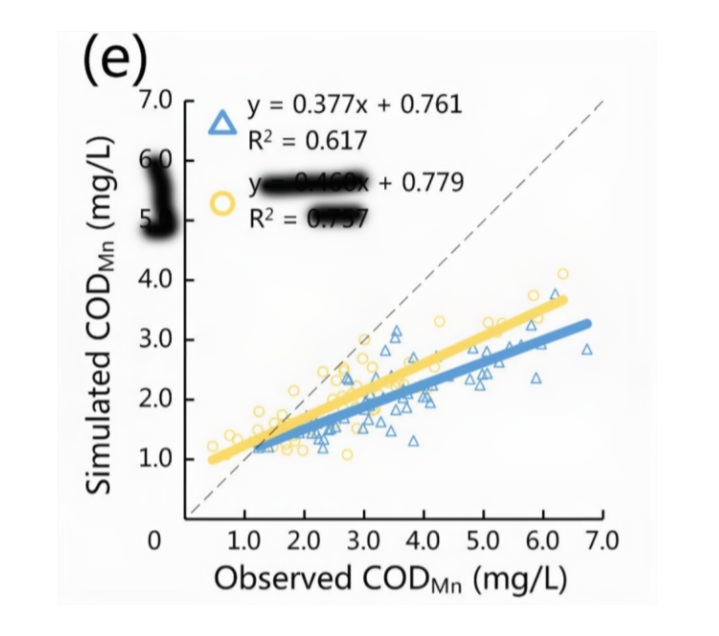 (e)
7.0
y = 0.377x + 0.761
R² = 0.617
y x + 0.779
R² =
4.0
3.0
2.0
1.0
0
1.0 2.0 3.0 4.0 5.0 6.0 7.0
Simulated COD_Mn (mg/L)
Observed COD_Mn (mg/L)